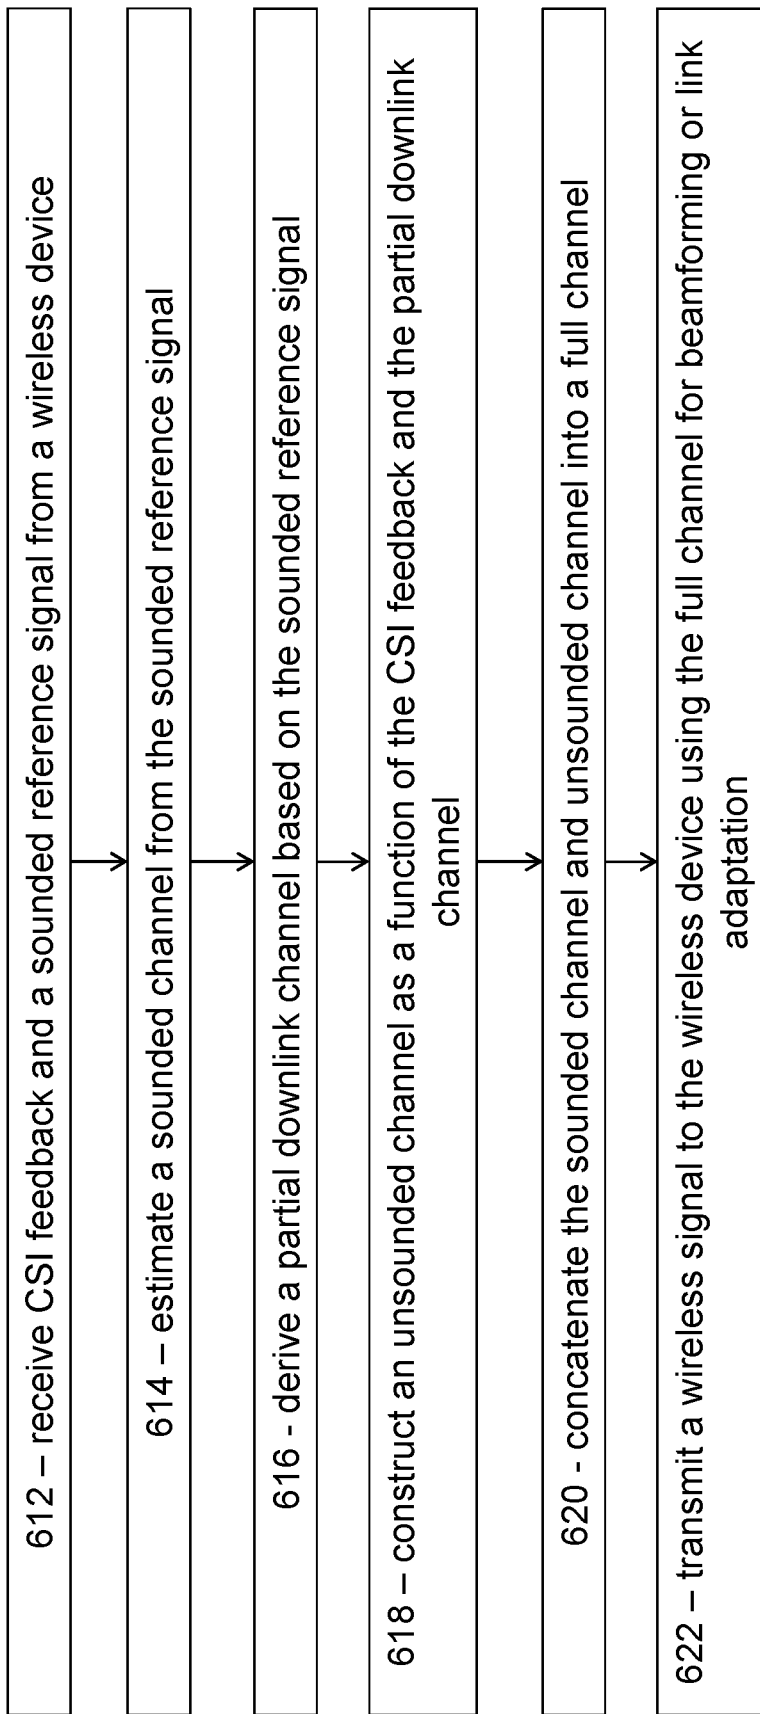 612 – receive CSI feedback and a sounded reference signal from a wireless device
614 – estimate a sounded channel from the sounded reference signal
616 - derive a partial downlink channel based on the sounded reference signal
618 – construct an unsounded channel as a function of the CSI feedback and the partial downlink
channel
620 - concatenate the sounded channel and unsounded channel into a full channel
622 – transmit a wireless signal to the wireless device using the full channel for beamforming or link
adaptation